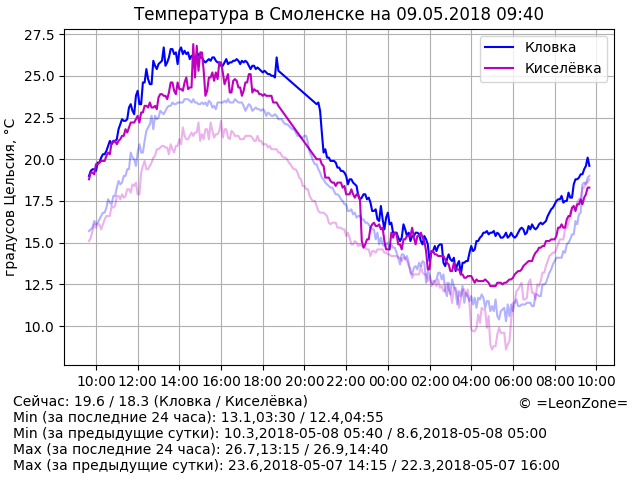 Температура в Смоленске на 09.05.2018 09:40
градусов Цельсия, °C
27.5
25.0
22.5
20.0
17.5
15.0
12.5
10.0
Кловка
Киселёвка
10:00 12:00 14:00 16:00 18:00 20:00 22:00 00:00 02:00 04:00 06:00 08:00 10:00
Сейчас: 19.6 / 18.3 (Кловка / Киселёвка)
© =LeonZone=
Min (за последние 24 часа): 13.1,03:30 / 12.4,04:55
Min (за предыдущие сутки): 10.3,2018-05-08 05:40 / 8.6,2018-05-08 05:00
Max (за последние 24 часа): 26.7,13:15 / 26.9,14:40
Max (за предыдущие сутки): 23.6,2018-05-07 14:15 / 22.3,2018-05-07 16:00